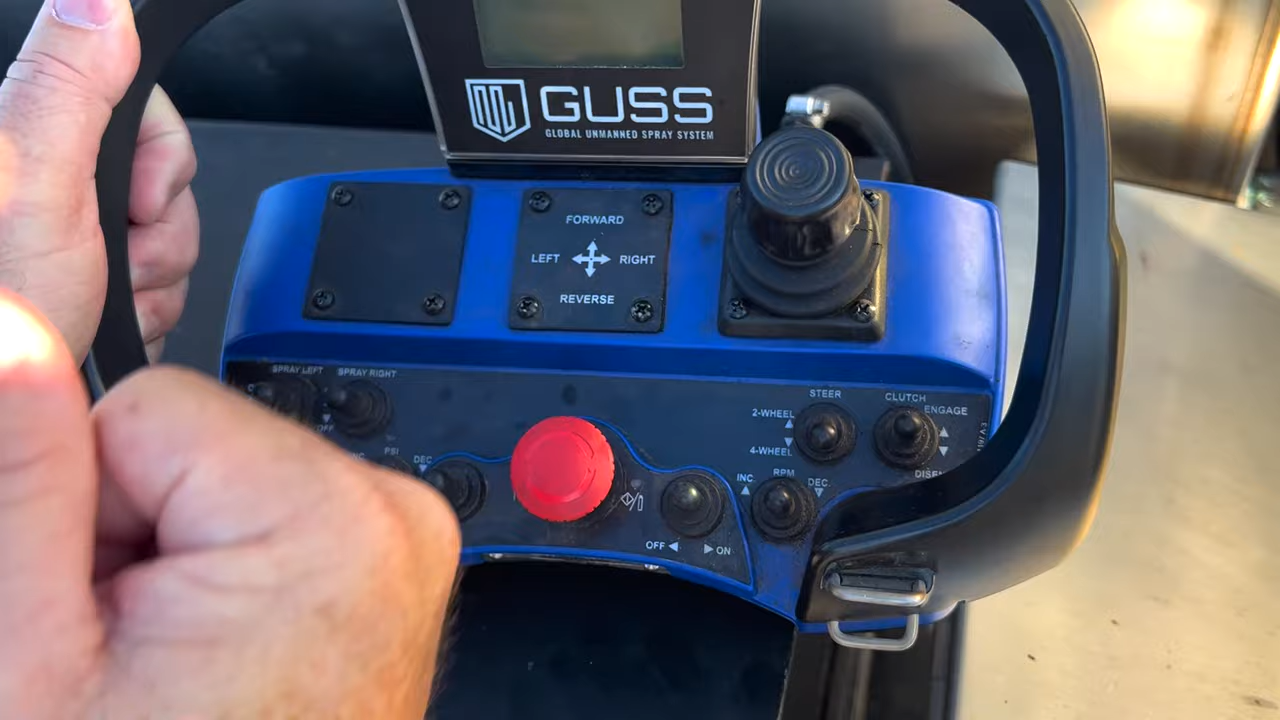 GUSS
GLOBAL UNMANNED SPRAY SYSTEM
FORWARD
LEFT RIGHT
REVERSE
SPRAY LEFT SPRAY RIGHT
OFF
PSI
DEC.
STEER
2-WHEEL
4-WHEEL
CLUTCH
ENGAGE
INC. RPM DEC.
OFF ON